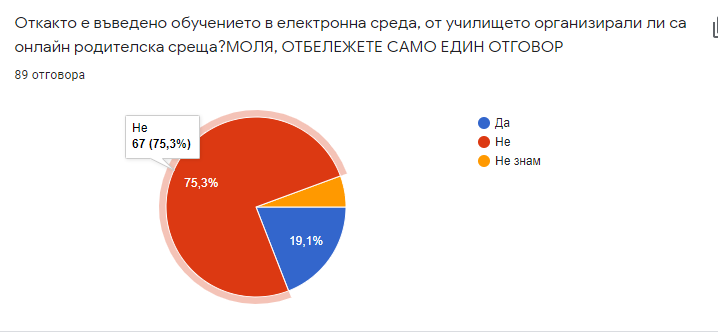 Откакто е въведено обучението в електронна среда, от училището организирали ли са
онлайн родителска среща?МОЛЯ, ОТБЕЛЕЖЕТЕ САМО ЕДИН ОТГОВОР
89 отговора
Не
67 (75,3%)
75,3%
19,1%
Да
Не
Не знам